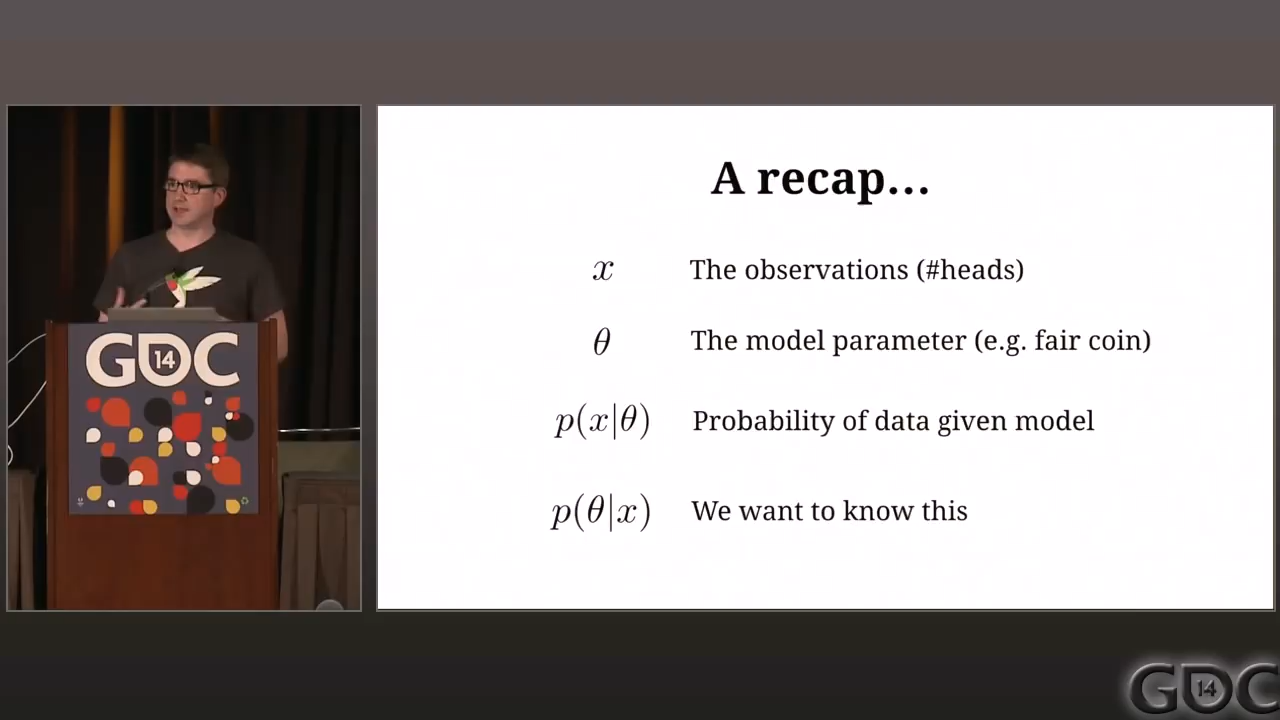 GDC
14
A recap...
x The observations (#heads)
θ The model parameter (e.g. fair coin)
p(x|θ) Probability of data given model
p(θ|x) We want to know this
GDC
14